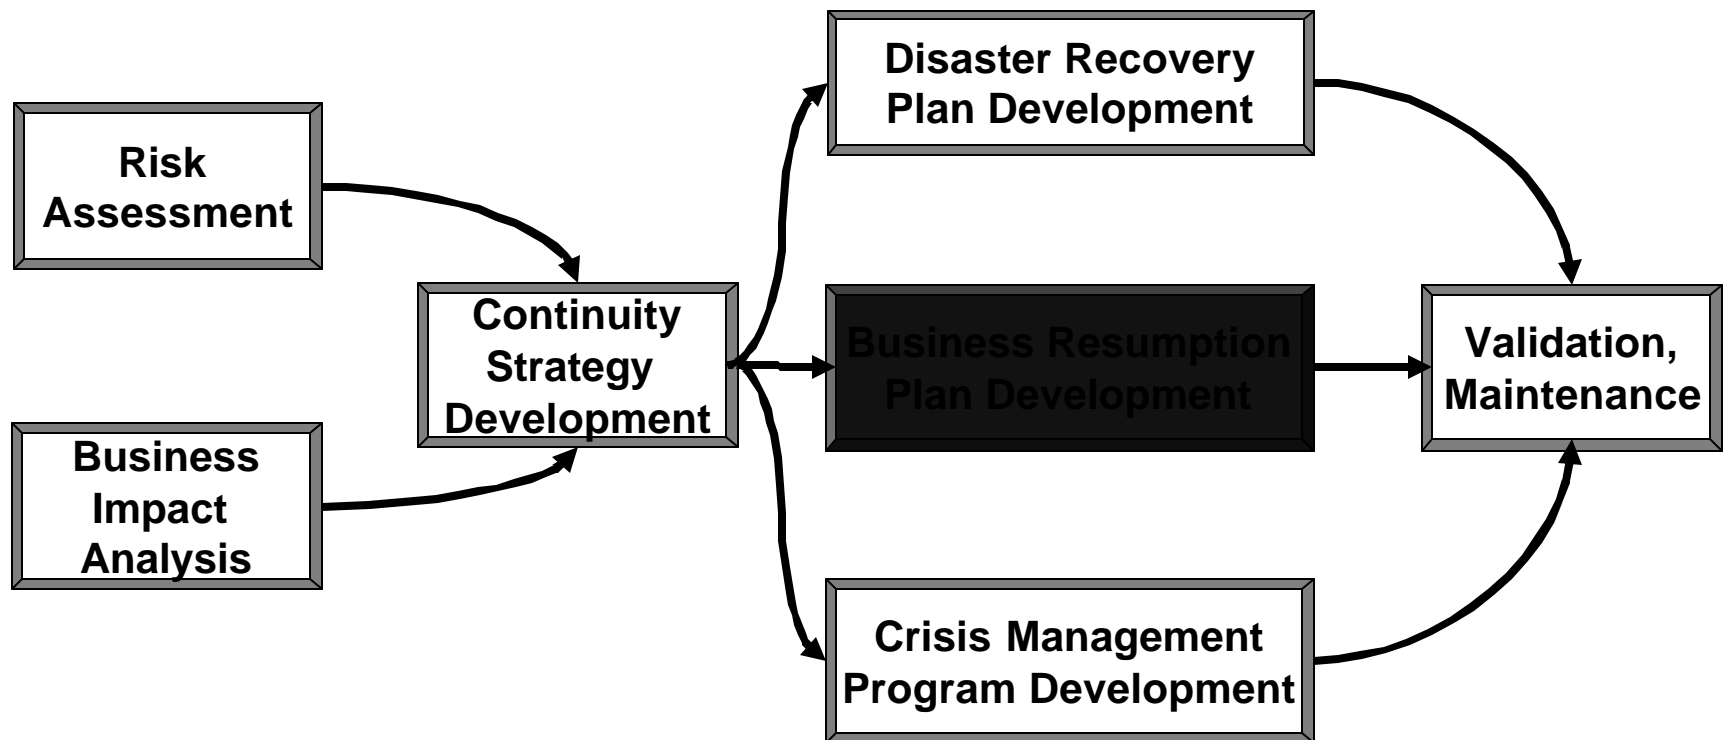 Risk
Assessment
Business
Impact
Analysis
Continuity
Strategy
Development
Disaster Recovery
Plan Development
Business Resumption
Plan Development
Crisis Management
Program Development
Validation,
Maintenance